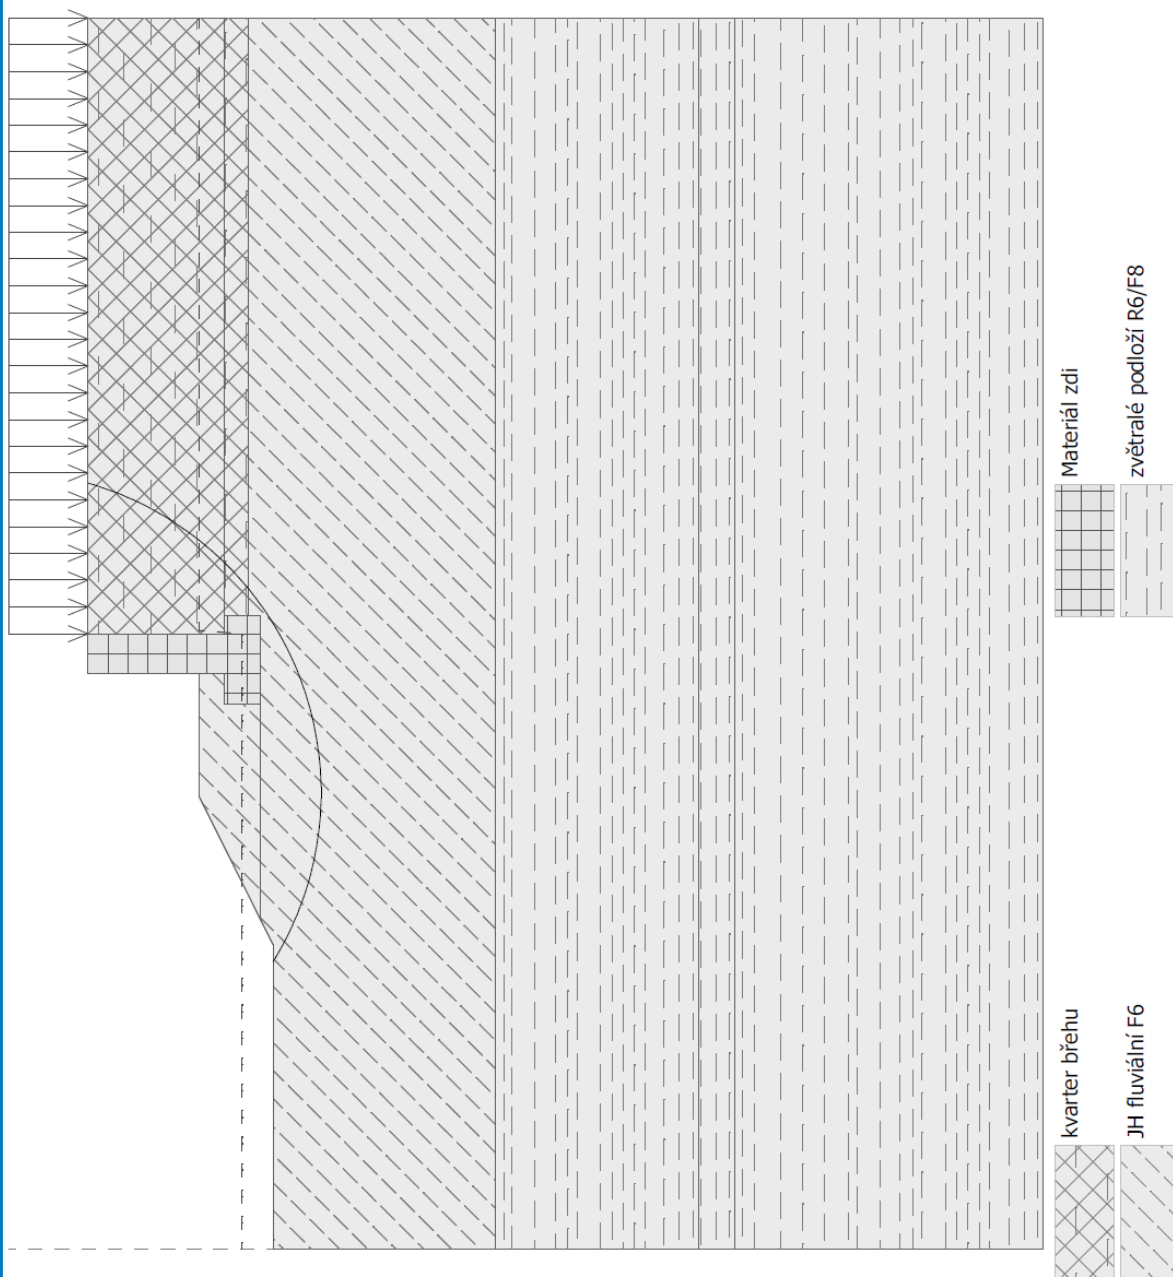 kvarter břehu
Materiál zdi
JH fluviální F6
zvětralé podloží R6/F8